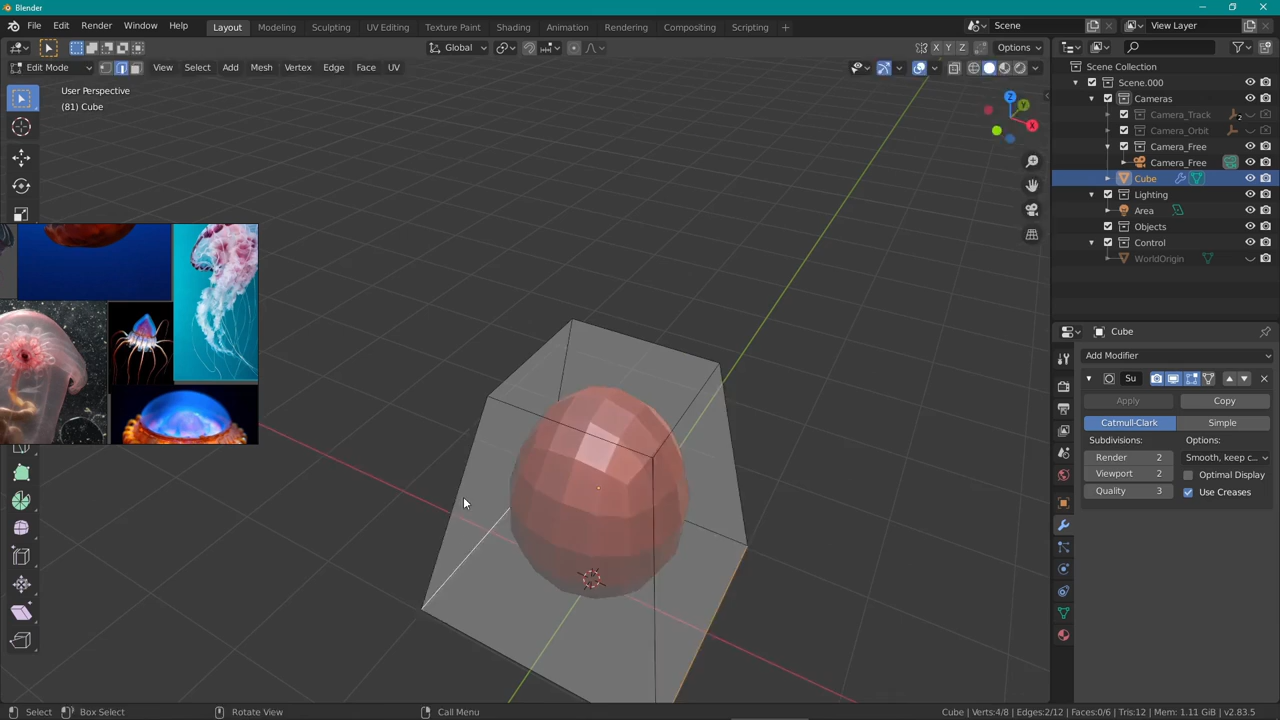 Blender
File Edit Render Window Help
Layout Modeling Sculpting UV Editing Texture Paint Shading Animation Rendering Compositing Scripting +
Scene
View Layer
Global
X Y Z
Options
Edit Mode
View Select Add Mesh Vertex Edge Face UV
User Perspective
(81) Cube
Z
Y
X
Scene Collection
Scene.000
Cameras
Camera_Track
2
Camera_Orbit
Camera_Free
Camera_Free
Cube
Lighting
Area
Objects
Control
WorldOrigin
Cube
Add Modifier
Su
Apply
Copy
Catmull-Clark
Simple
Subdivisions:
Options:
Render 2
Smooth, keep c...
Viewport 2
Optimal Display
Quality 3
Use Creases
Select
Box Select
Rotate View
Call Menu
Cube | Verts:4/8 | Edges:2/12 | Faces:0/6 | Tris:12 | Mem: 1.11 GiB | v2.83.5